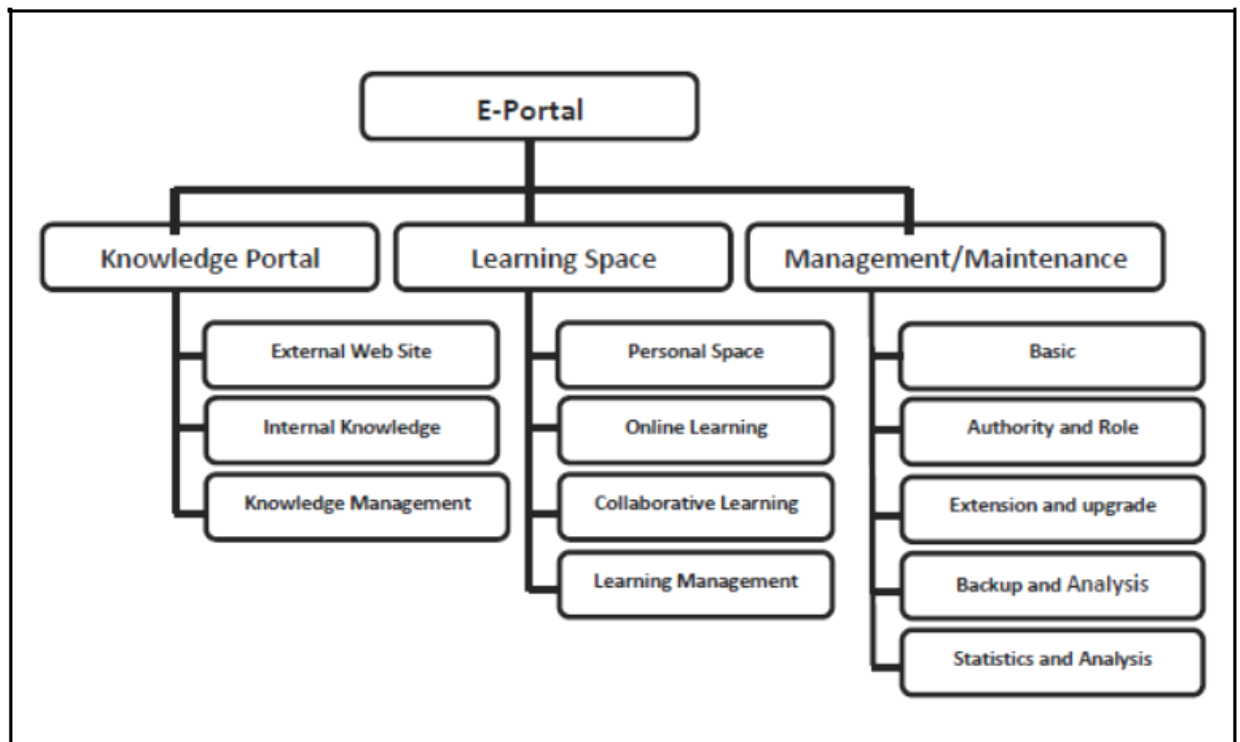 E-Portal
Knowledge Portal
Learning Space
Management/Maintenance
External Web Site
Internal Knowledge
Knowledge Management
Personal Space
Online Learning
Collaborative Learning
Learning Management
Basic
Authority and Role
Extension and upgrade
Backup and Analysis
Statistics and Analysis